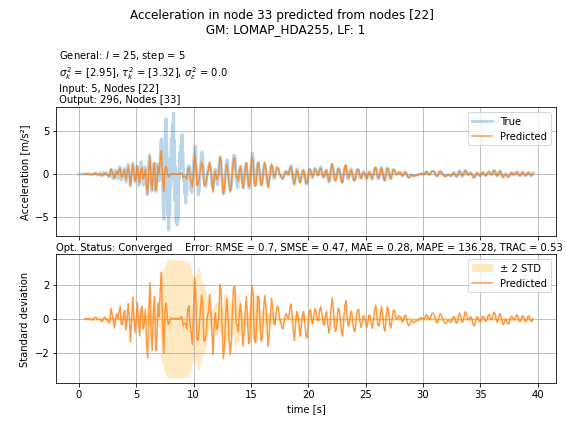 Acceleration in node 33 predicted from nodes [22]
GM: LOMAP_HDA255, LF: 1
General: l = 25, step = 5
σ²ₖ = [2.95], τ²ₖ = [3.32], σ²ε = 0.0
Input: 5, Nodes [22]
Output: 296, Nodes [33]
Acceleration [m/s²]
5
0
−5
True
Predicted
Opt. Status: Converged Error: RMSE = 0.7, SMSE = 0.47, MAE = 0.28, MAPE = 136.28, TRAC = 0.53
Standard deviation
2
0
−2
± 2 STD
Predicted
0 5 10 15 20 25 30 35 40
time [s]